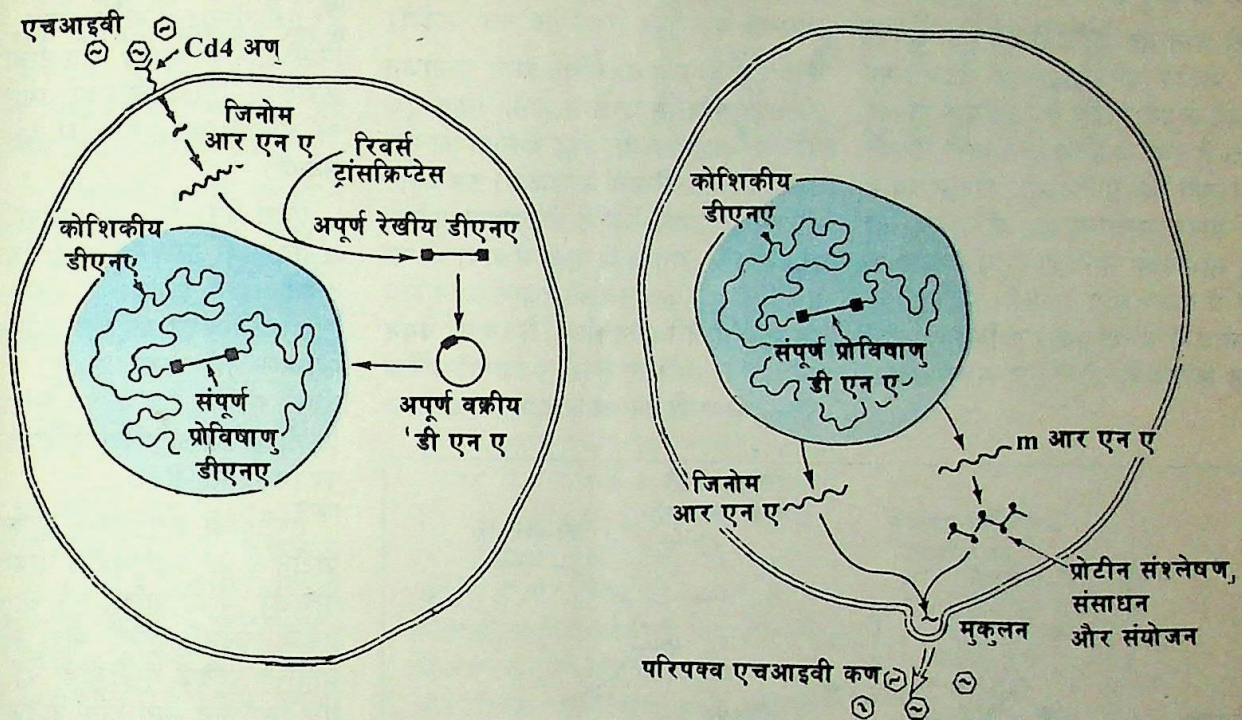 एचआइवी
Cd4 अणु
जिनोम
आर एन ए
रिवर्स
ट्रांसक्रिप्टेस
कोशिकीय
डीएनए
अपूर्ण रेखीय डीएनए
संपूर्ण
प्रोविषाणु
डीएनए
अपूर्ण वक्रीय
डी एन ए
कोशिकीय
डीएनए
संपूर्ण प्रोविषाणु
डी एन ए
m आर एन ए
जिनोम
आर एन ए
प्रोटीन संश्लेषण,
संसाधन
और संयोजन
मुकुलन
परिपक्व एचआइवी कण